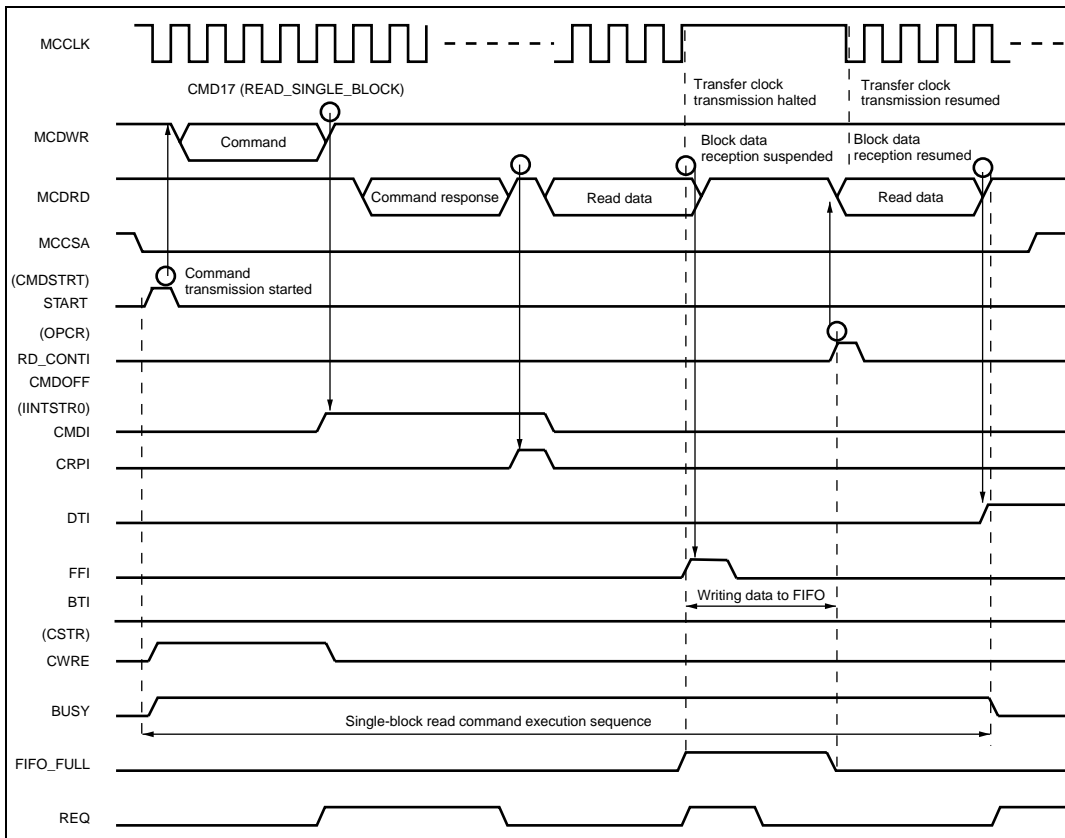 MCCLK
CMD17 (READ_SINGLE_BLOCK)
Transfer clock
transmission halted
Transfer clock
transmission resumed
MCDWR
Command
Block data
reception suspended
Block data
reception resumed
MCDRD
Command response
Read data
Read data
MCCSA
(CMDSTRT)
START
Command
transmission started
(OPCR)
RD_CONTI
CMDOFF
(IINTSTR0)
CMDI
CRPI
DTI
FFI
BTI
Writing data to FIFO
(CSTR)
CWRE
BUSY
Single-block read command execution sequence
FIFO_FULL
REQ